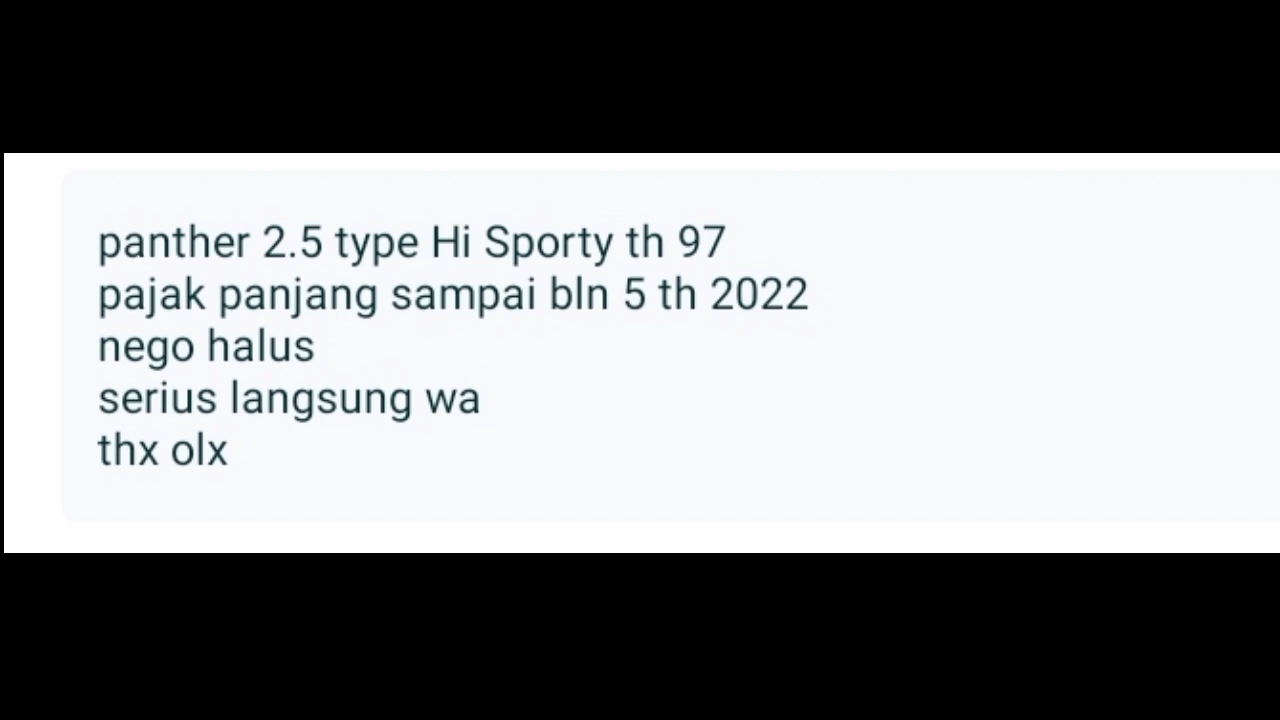 panther 2.5 type Hi Sporty th 97
pajak panjang sampai bln 5 th 2022
nego halus
serius langsung wa
thx olx